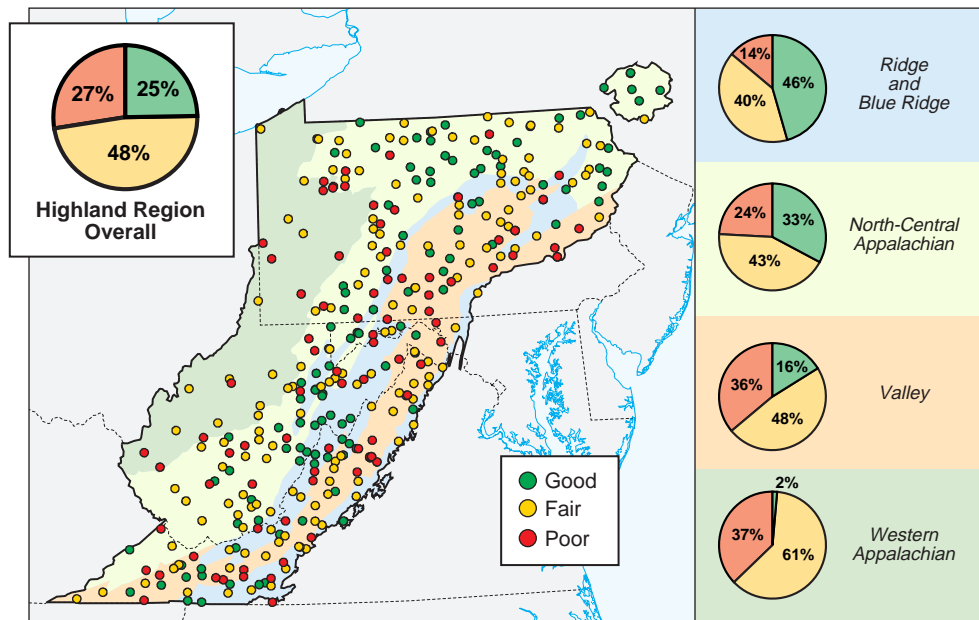 27%
25%
48%
Highland Region
Overall
Good
Fair
Poor
14%
46%
40%
Ridge
and
Blue Ridge
24%
33%
43%
North-Central
Appalachian
36%
16%
48%
Valley
2%
37%
61%
Western
Appalachian